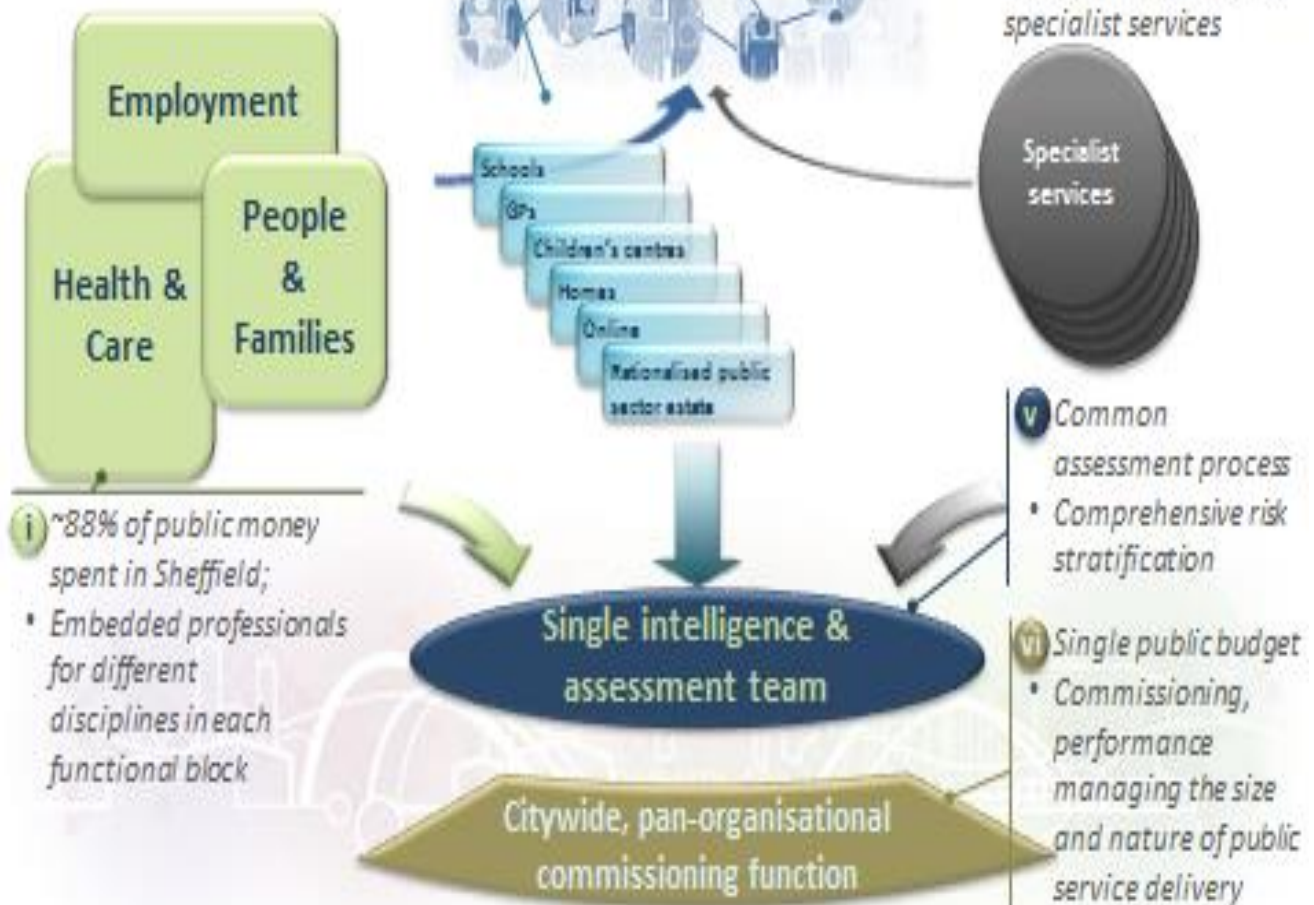 specialist services
Employment
Health &
Care
People
&
Families
Schools
GPs
Children's centres
Homes
Online
Rationalised public
sector estate
Specialist
services
i ~88% of public money
spent in Sheffield;
• Embedded professionals
for different
disciplines in each
functional block
v Common
assessment process
• Comprehensive risk
stratification
Single intelligence &
assessment team
vi Single public budget
• Commissioning,
performance
managing the size
and nature of public
service delivery
Citywide, pan-organisational
commissioning function